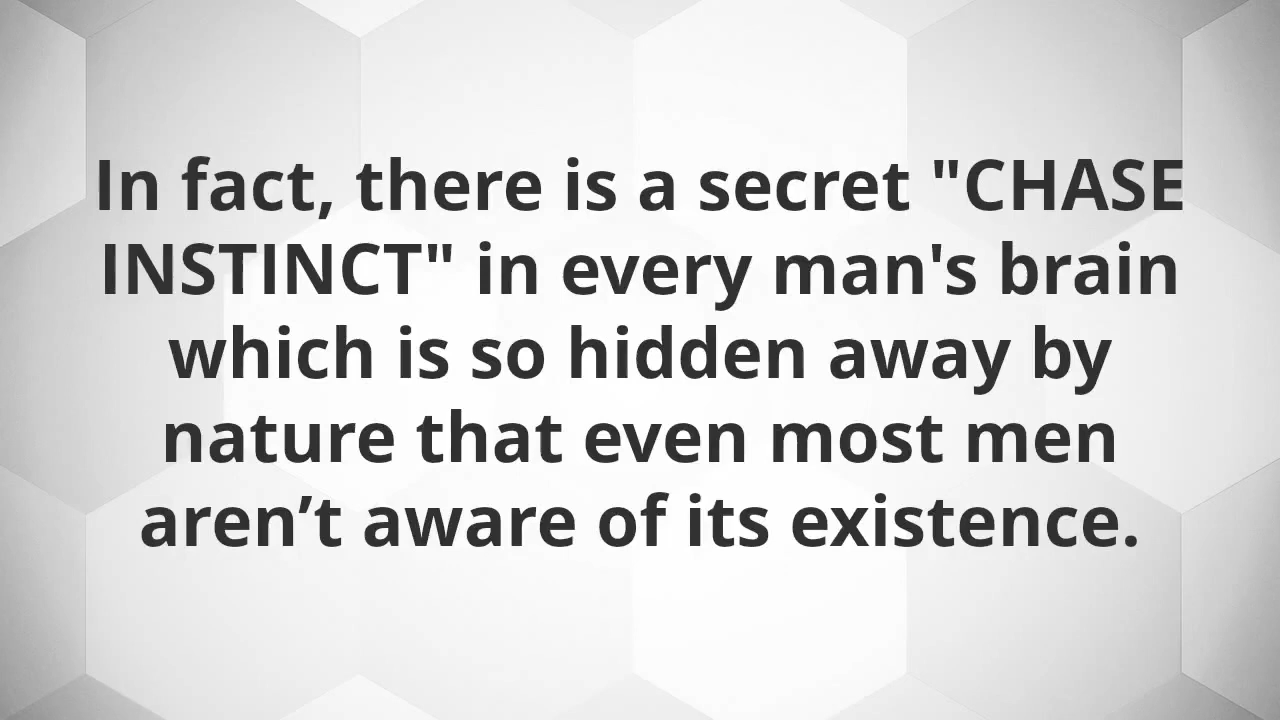 In fact, there is a secret "CHASE
INSTINCT" in every man's brain
which is so hidden away by
nature that even most men
aren’t aware of its existence.